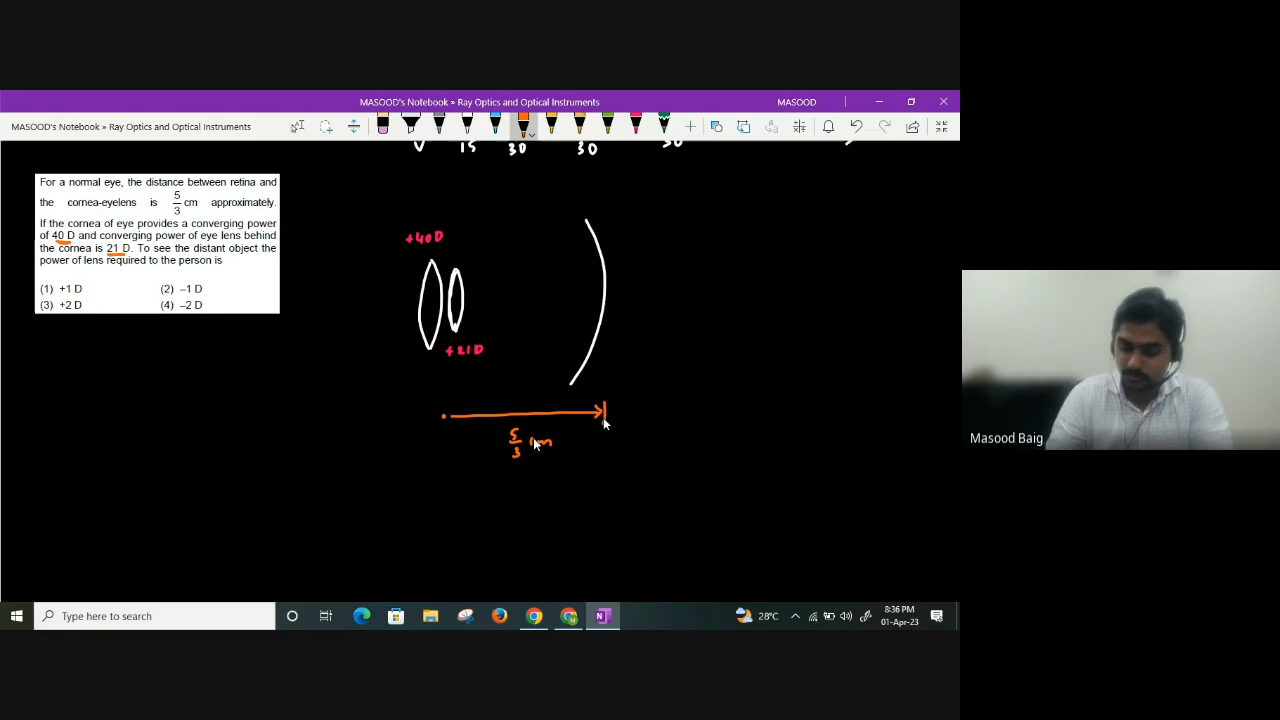 MASOOD's Notebook » Ray Optics and Optical Instruments
MASOOD
MASOOD's Notebook » Ray Optics and Optical Instruments
15 30 30 30
For a normal eye, the distance between retina and
the cornea-eyelens is 5/3 cm approximately.
If the cornea of eye provides a converging power
of 40 D and converging power of eye lens behind
the cornea is 21 D. To see the distant object the
power of lens required to the person is
(1) +1 D (2) –1 D
(3) +2 D (4) –2 D
+40D
+21D
5/3 cm
Masood Baig
Type here to search
28°C
8:36 PM
01-Apr-23